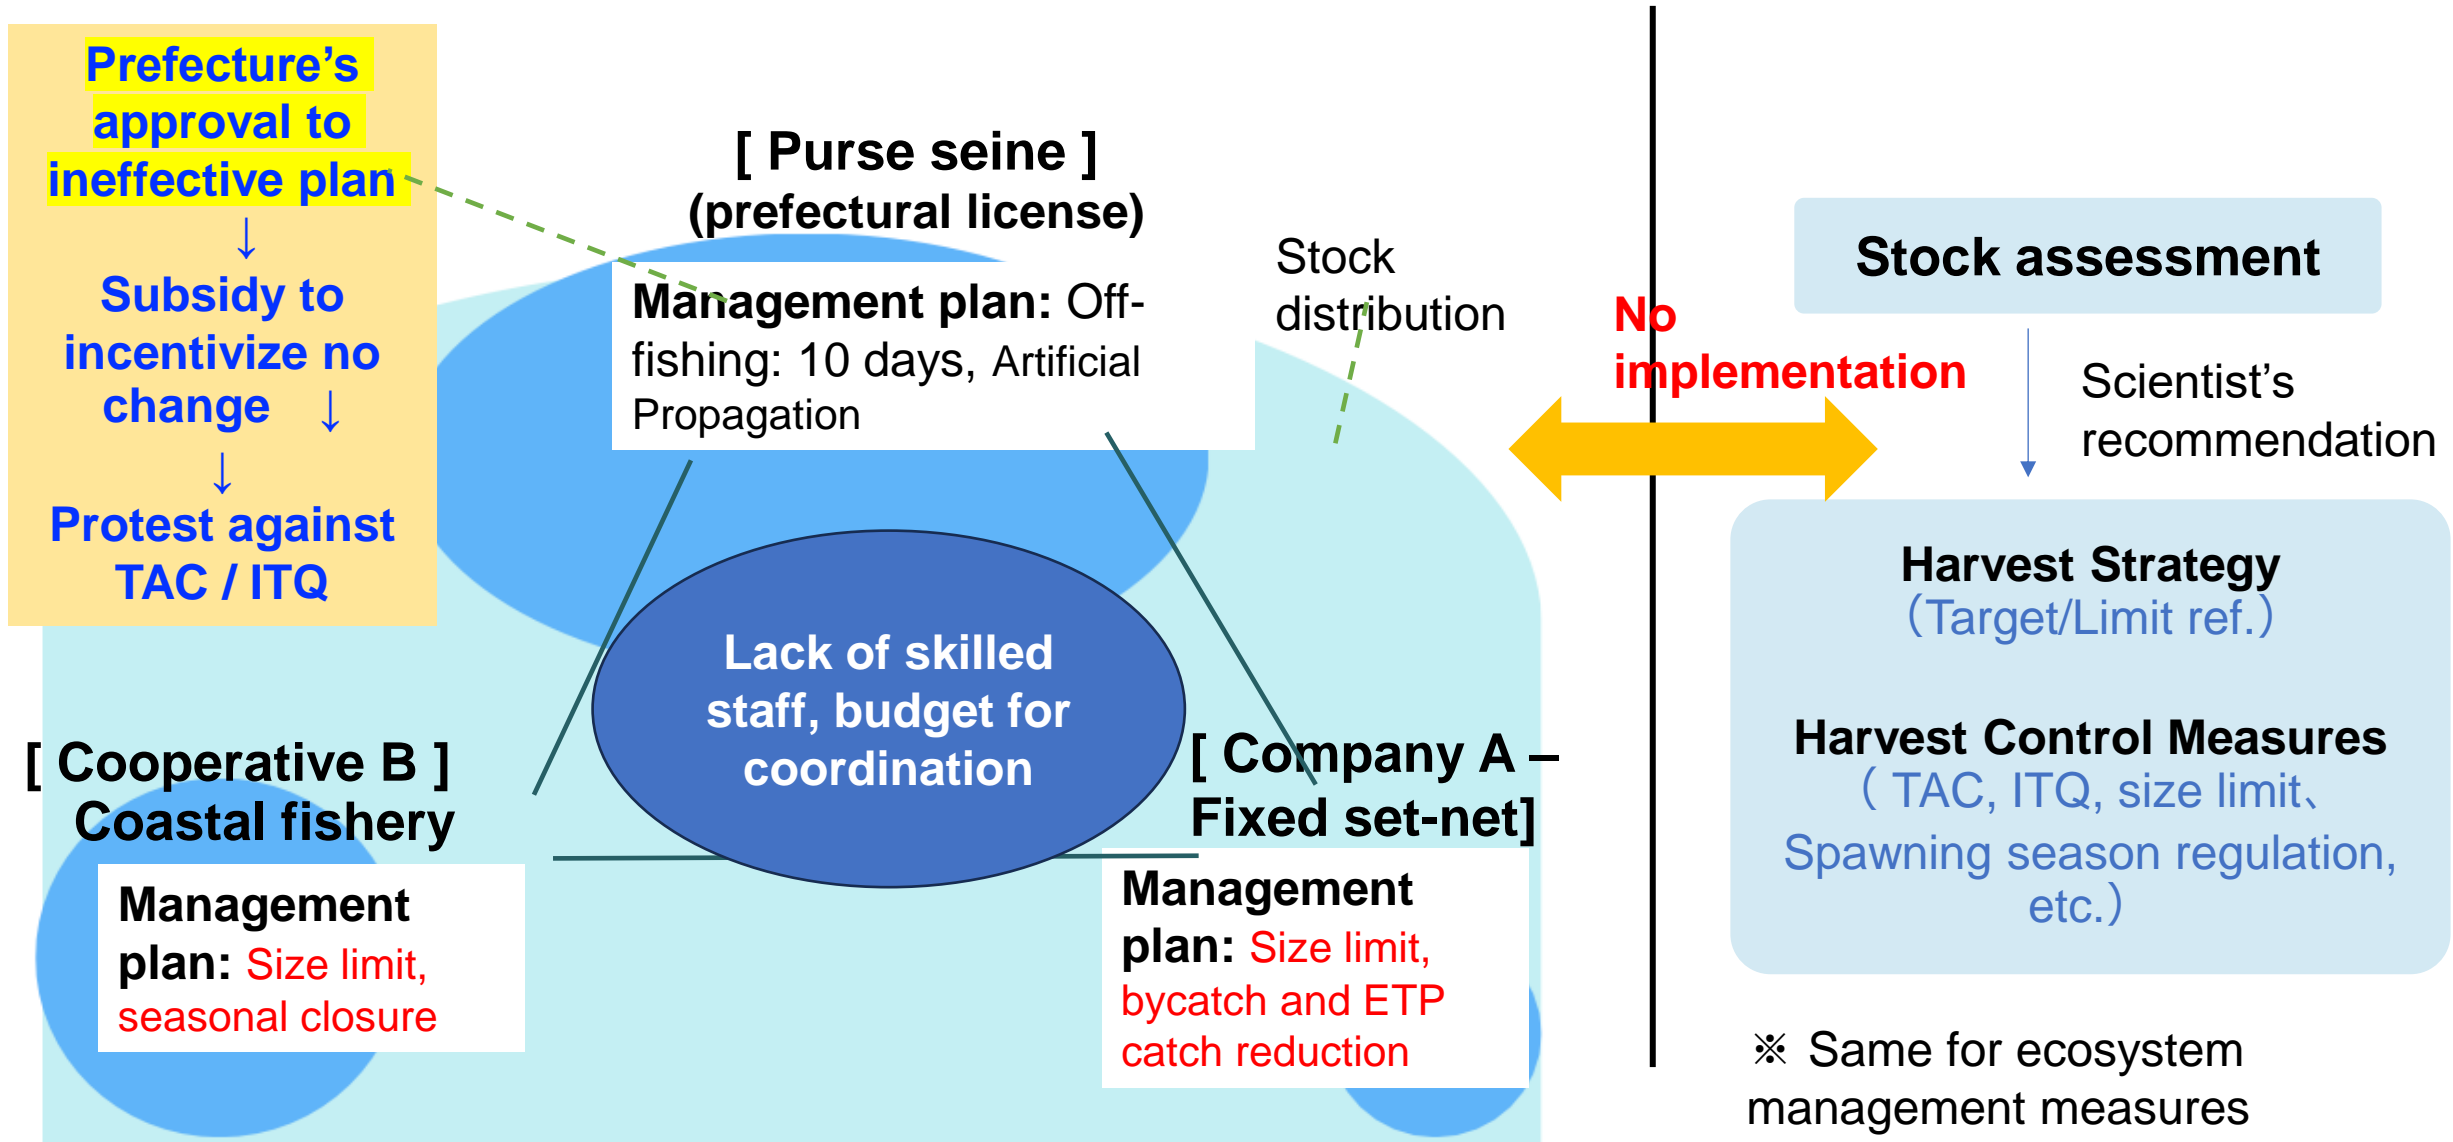 Prefecture’s
approval to
ineffective plan
↓
Subsidy to
incentivize no
change ↓
↓
Protest against
TAC / ITQ
[ Purse seine ]
(prefectural license)
Management plan: Off-
fishing: 10 days, Artificial
Propagation
Stock
distribution
Lack of skilled
staff, budget for
coordination
[ Cooperative B ]
Coastal fishery
Management
plan: Size limit,
seasonal closure
[ Company A –
Fixed set-net]
Management
plan: Size limit,
bycatch and ETP
catch reduction
No
implementation
Stock assessment
Scientist’s
recommendation
Harvest Strategy
（Target/Limit ref.）
Harvest Control Measures
（ TAC, ITQ, size limit、
Spawning season regulation,
etc.）
※ Same for ecosystem
management measures